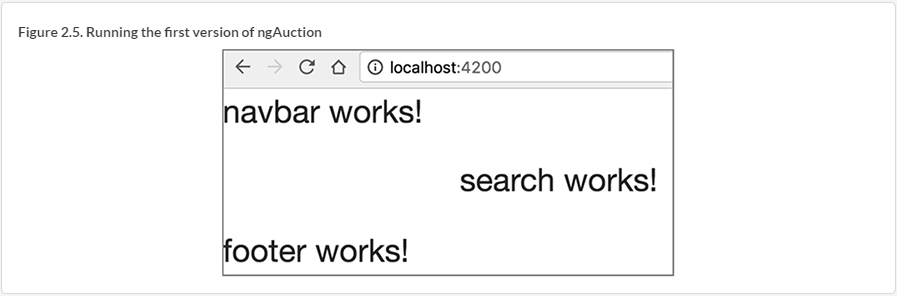 Figure 2.5. Running the first version of ngAuction
localhost:4200
navbar works!
search works!
footer works!